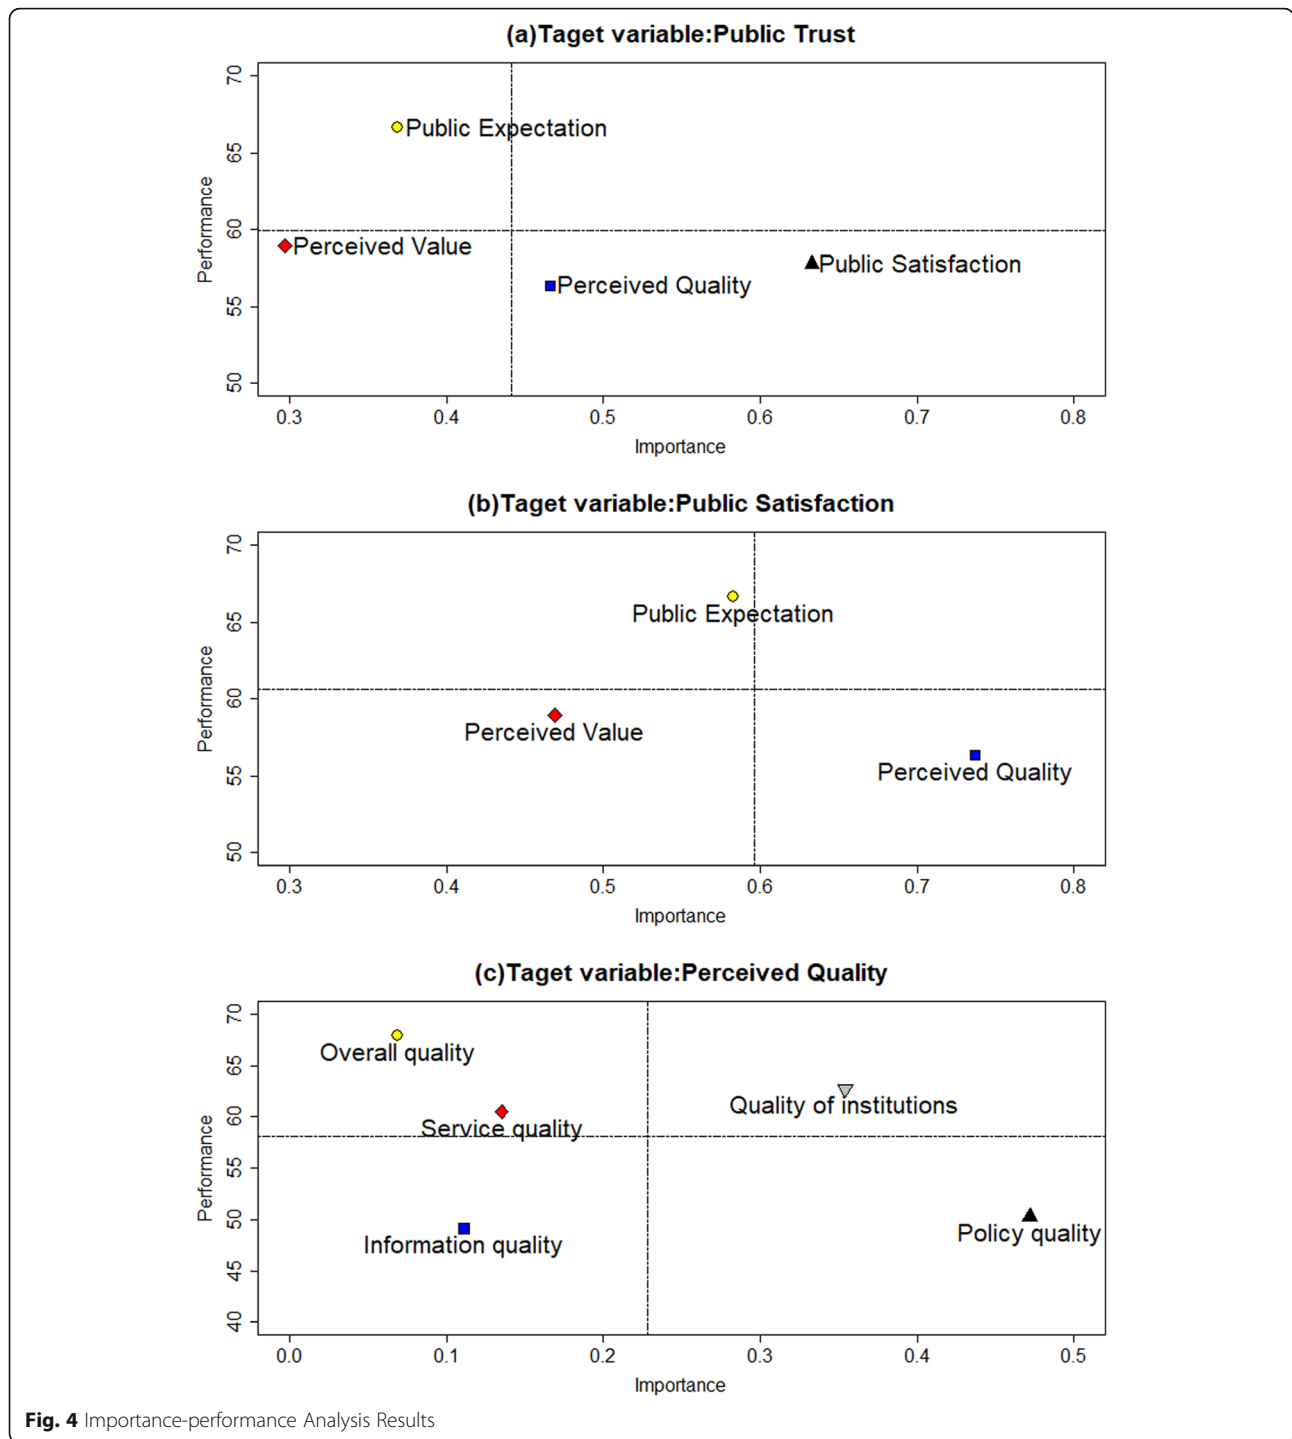 (a)Taget variable:Public Trust
70
65
60
55
50
Performance
Public Expectation
Perceived Value
Public Satisfaction
Perceived Quality
0.3 0.4 0.5 0.6 0.7 0.8
Importance
(b)Taget variable:Public Satisfaction
70
65
60
55
50
Performance
Public Expectation
Perceived Value
Perceived Quality
0.3 0.4 0.5 0.6 0.7 0.8
Importance
(c)Taget variable:Perceived Quality
70
65
60
55
50
45
40
Performance
Overall quality
Quality of institutions
Service quality
Policy quality
Information quality
0.0 0.1 0.2 0.3 0.4 0.5
Importance
Fig. 4 Importance-performance Analysis Results